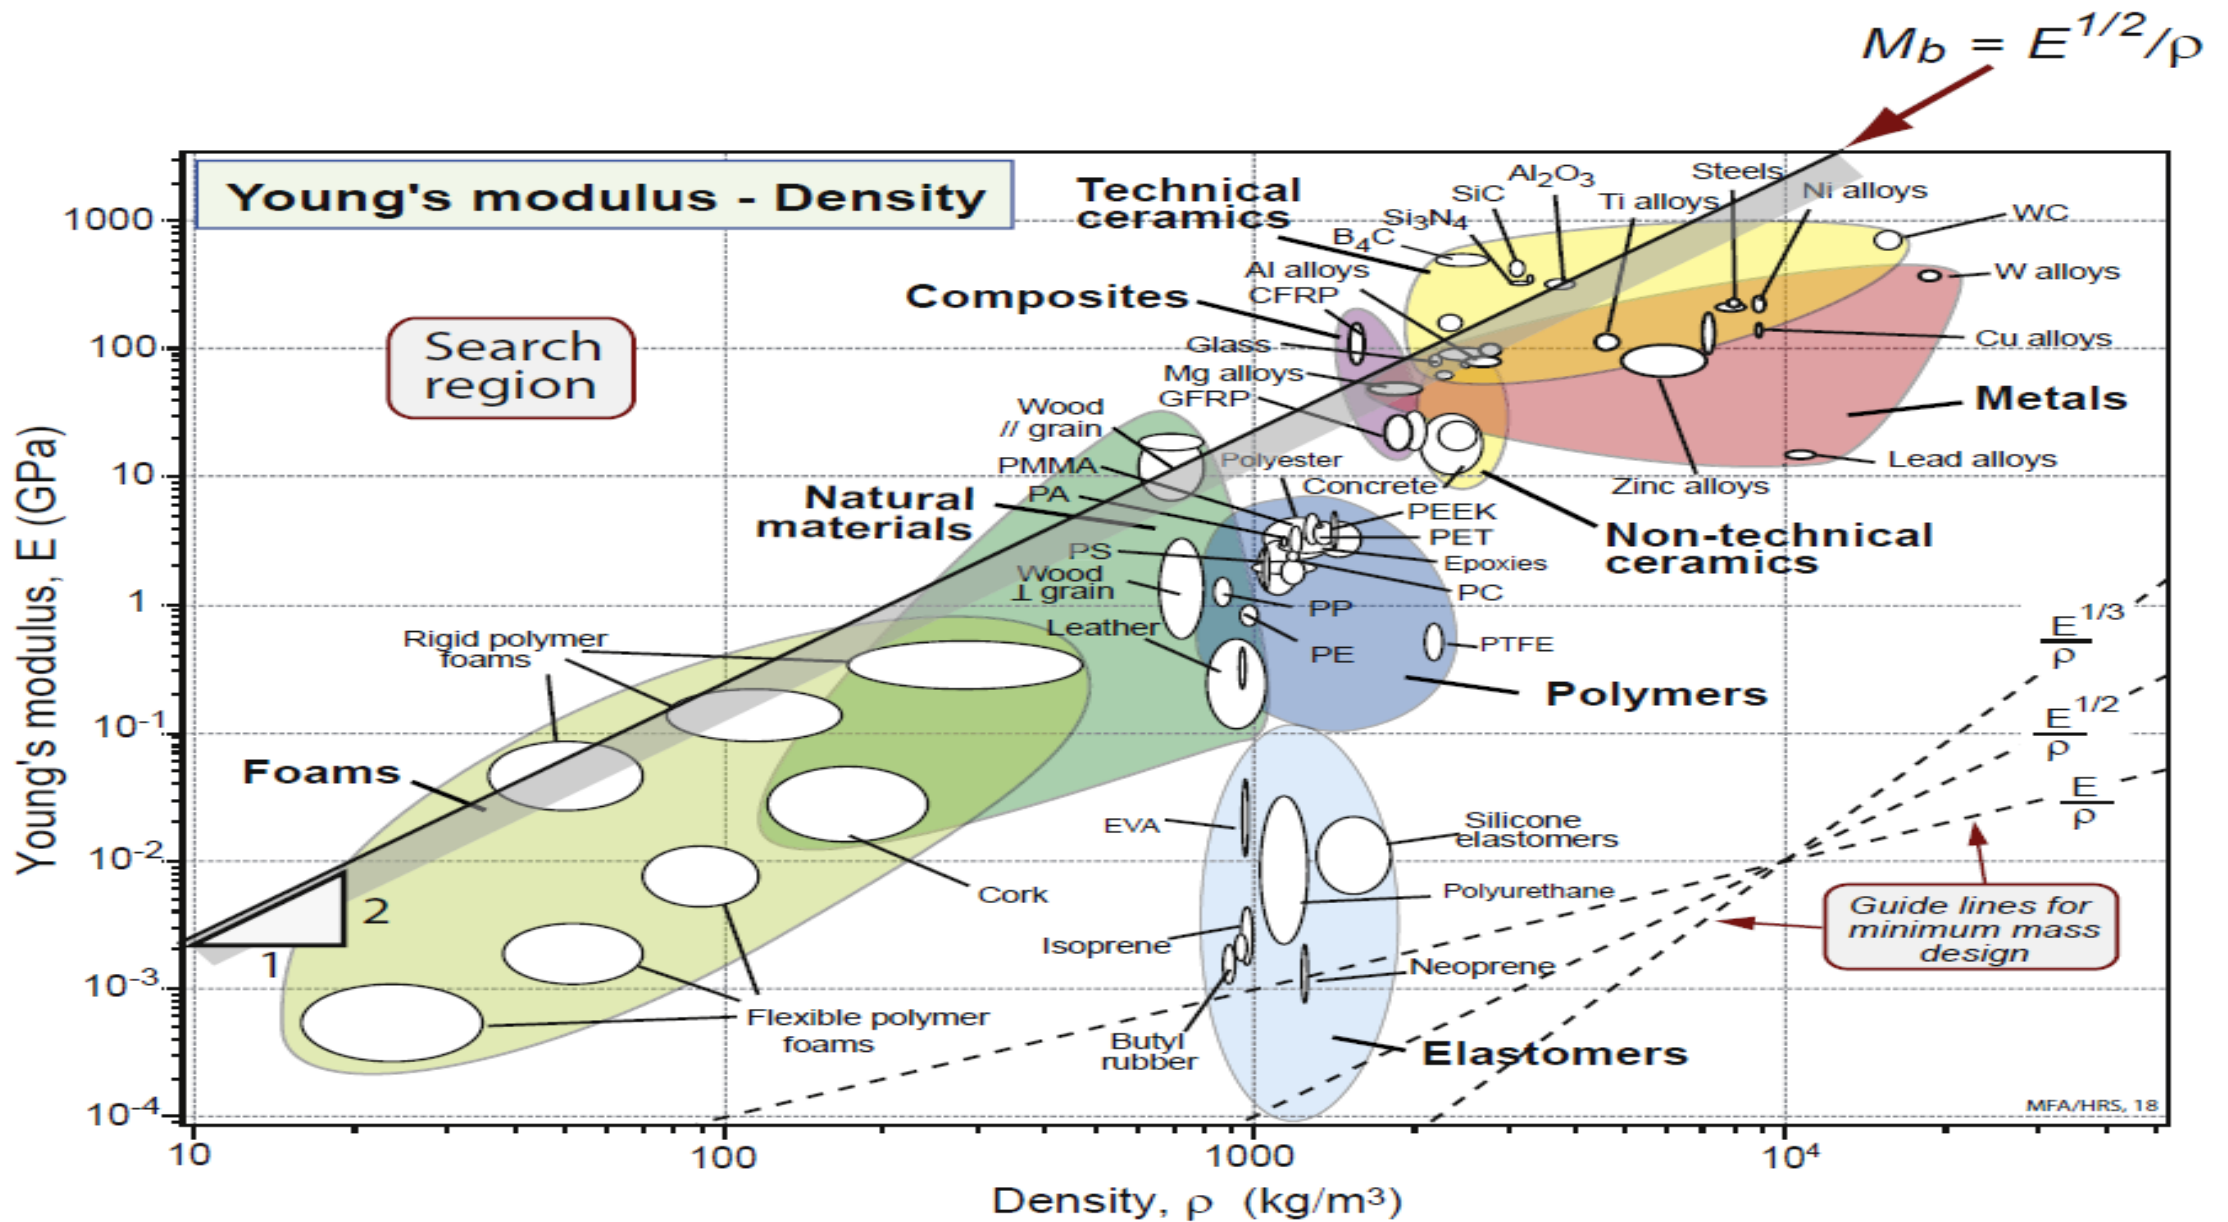 M_b = E^1/2/ρ
Young's modulus - Density
Technical
ceramics
Al2O3
SiC
Si3N4
B4C
Steels
Ti alloys
Ni alloys
WC
W alloys
Al alloys
CFRP
Composites
Glass
Mg alloys
GFRP
Cu alloys
Metals
Lead alloys
Zinc alloys
Search
region
Wood
// grain
PMMA
Polyester
Concrete
PA
Natural
materials
PEEK
PET
Non-technical
ceramics
PS
Epoxies
Wood
⊥ grain
PC
PP
Leather
PE
PTFE
Polymers
Rigid polymer
foams
Foams
EVA
Silicone
elastomers
Cork
Polyurethane
Isoprene
Neoprene
Flexible polymer
foams
Butyl
rubber
Elastomers
2
1
E^1/3
ρ
E^1/2
ρ
E
ρ
Guide lines for
minimum mass
design
MFA/HRS, 18
Young's modulus, E (GPa)
1000
100
10
1
10^-1
10^-2
10^-3
10^-4
10
100
1000
10^4
Density, ρ (kg/m³)